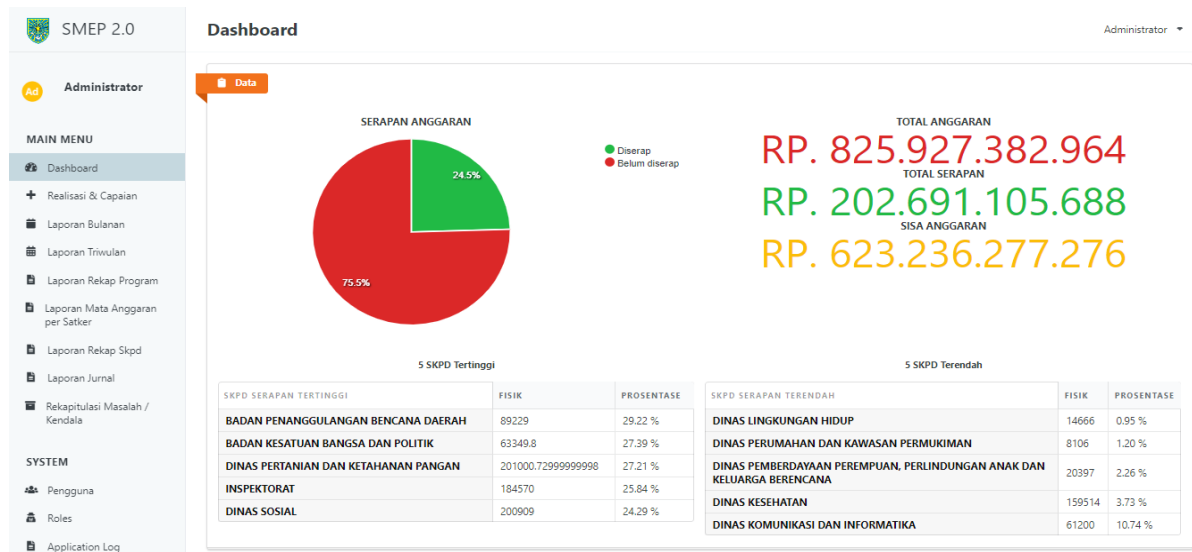 SMEP 2.0
Ad
Administrator
MAIN MENU
Dashboard
Realisasi & Capaian
Laporan Bulanan
Laporan Triwulan
Laporan Rekap Program
Laporan Mata Anggaran
per Satker
Laporan Rekap Skpd
Laporan Jurnal
Rekapitulasi Masalah /
Kendala
SYSTEM
Pengguna
Roles
Application Log
Dashboard
Administrator
Data
SERAPAN ANGGARAN
24.5%
75.5%
Diserap
Belum diserap
TOTAL ANGGARAN
RP. 825.927.382.964
TOTAL SERAPAN
RP. 202.691.105.688
SISA ANGGARAN
RP. 623.236.277.276
5 SKPD Tertinggi
SKPD SERAPAN TERTINGGI FISIK PROSENTASE
BADAN PENANGGULANGAN BENCANA DAERAH 89229 29.22 %
BADAN KESATUAN BANGSA DAN POLITIK 63349.8 27.39 %
DINAS PERTANIAN DAN KETAHANAN PANGAN 201000.72999999998 27.21 %
INSPEKTORAT 184570 25.84 %
DINAS SOSIAL 200909 24.29 %
5 SKPD Terendah
SKPD SERAPAN TERENDAH FISIK PROSENTASE
DINAS LINGKUNGAN HIDUP 14666 0.95 %
DINAS PERUMAHAN DAN KAWASAN PERMUKIMAN 8106 1.20 %
DINAS PEMBERDAYAAN PEREMPUAN, PERLINDUNGAN ANAK DAN
KELUARGA BERENCANA 20397 2.26 %
DINAS KESEHATAN 159514 3.73 %
DINAS KOMUNIKASI DAN INFORMATIKA 61200 10.74 %